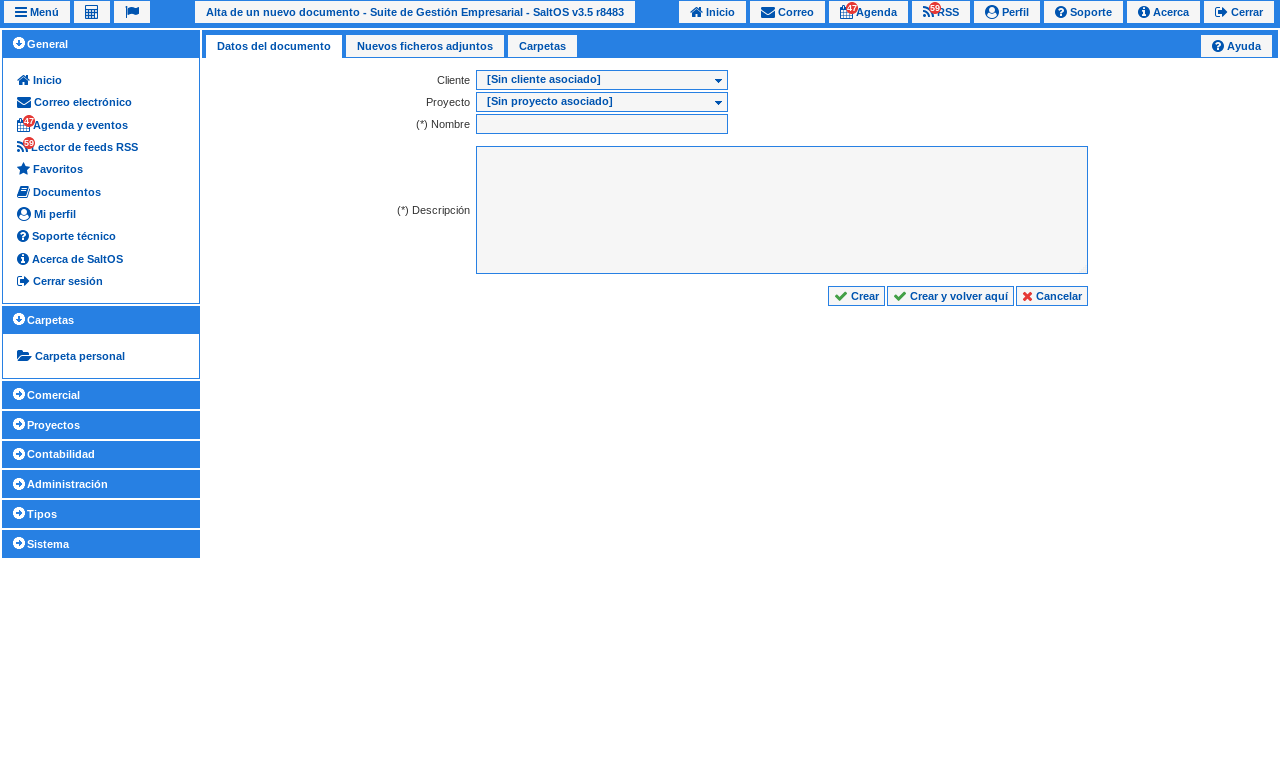 Menú
Alta de un nuevo documento - Suite de Gestión Empresarial - SaltOS v3.5 r8483
Inicio
Correo
47
Agenda
59
RSS
Perfil
Soporte
Acerca
Cerrar
General
Inicio
Correo electrónico
47
Agenda y eventos
59
Lector de feeds RSS
Favoritos
Documentos
Mi perfil
Soporte técnico
Acerca de SaltOS
Cerrar sesión
Carpetas
Carpeta personal
Comercial
Proyectos
Contabilidad
Administración
Tipos
Sistema
Datos del documento
Nuevos ficheros adjuntos
Carpetas
Ayuda
Cliente [Sin cliente asociado]
Proyecto [Sin proyecto asociado]
(*) Nombre
(*) Descripción
Crear
Crear y volver aquí
Cancelar